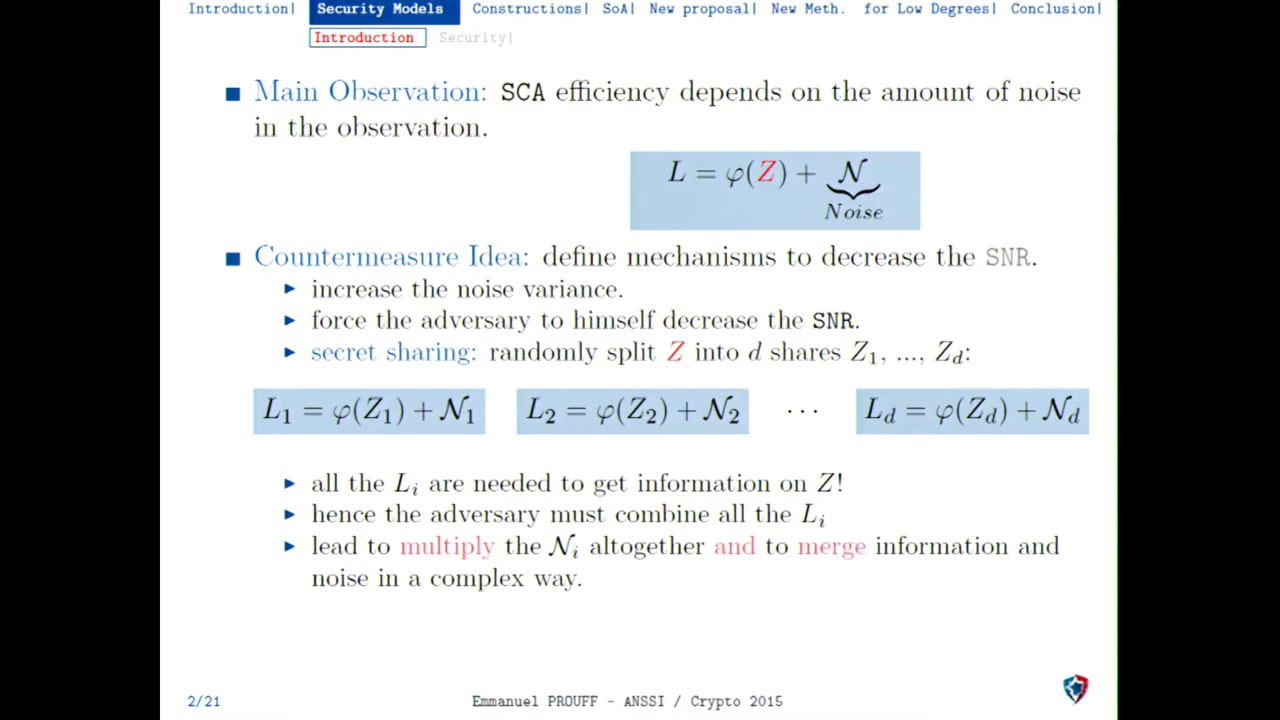 Introduction| Security Models Constructions| SoA| New proposal| New Meth. for Low Degrees| Conclusion|
Introduction Security|
Main Observation: SCA efficiency depends on the amount of noise
in the observation.
L = φ(Z) + 𝒩
Noise
Countermeasure Idea: define mechanisms to decrease the SNR.
increase the noise variance.
force the adversary to himself decrease the SNR.
secret sharing: randomly split Z into d shares Z₁, ..., Z_d:
L₁ = φ(Z₁) + 𝒩₁ L₂ = φ(Z₂) + 𝒩₂ ⋯ L_d = φ(Z_d) + 𝒩_d
all the L_i are needed to get information on Z!
hence the adversary must combine all the L_i
lead to multiply the 𝒩_i altogether and to merge information and
noise in a complex way.
2/21 Emmanuel PROUFF - ANSSI / Crypto 2015